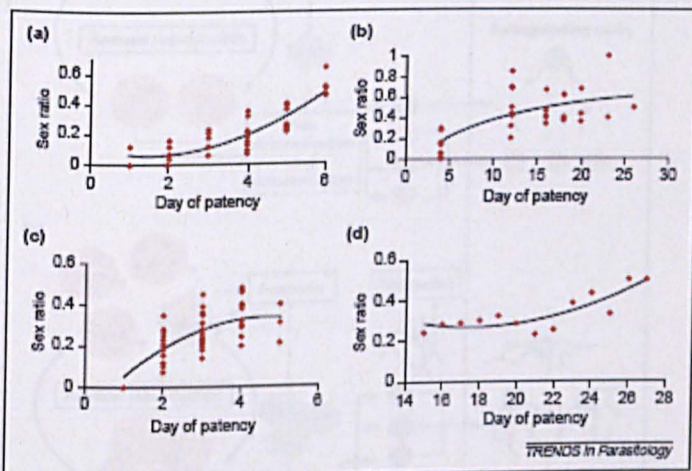 (a)
Sex ratio
0.6
0.4
0.2
0
0 2 4 6
Day of patency
(b)
Sex ratio
1
0.8
0.6
0.4
0.2
0
0 5 10 15 20 25 30
Day of patency
(c)
Sex ratio
0.6
0.4
0.2
0
0 2 4 6
Day of patency
(d)
Sex ratio
0.6
0.4
0.2
0
14 16 18 20 22 24 26 28
Day of patency
TRENDS in Parasitology